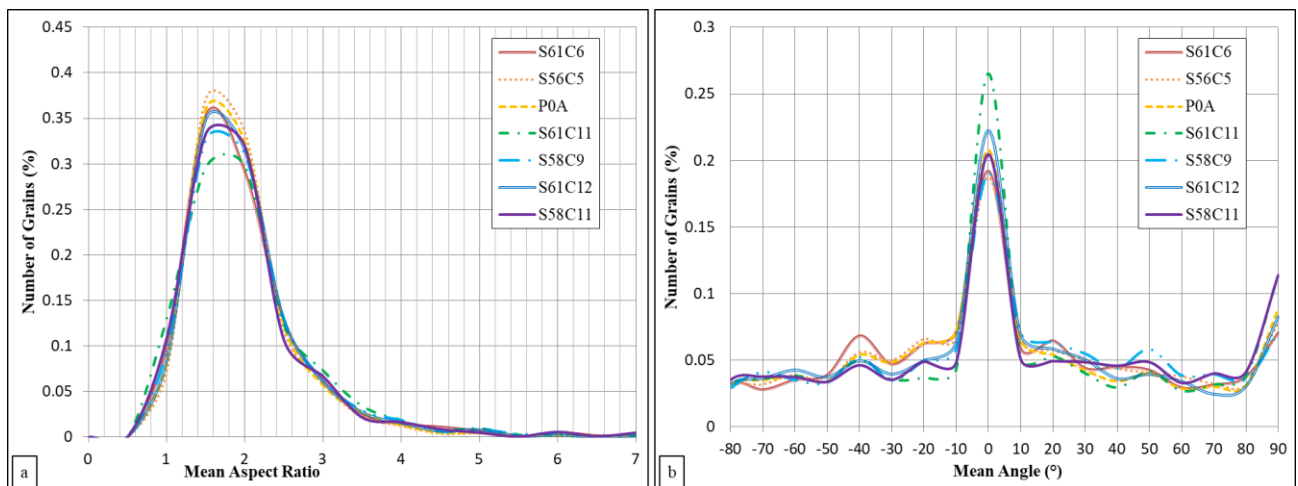 0.45
0.4
0.35
0.3
0.25
0.2
0.15
0.1
0.05
0
Number of Grains (%)
S61C6
S56C5
P0A
S61C11
S58C9
S61C12
S58C11
0 1 2 3 4 5 6 7
Mean Aspect Ratio
a
0.3
0.25
0.2
0.15
0.1
0.05
0
Number of Grains (%)
S61C6
S56C5
P0A
S61C11
S58C9
S61C12
S58C11
-80 -70 -60 -50 -40 -30 -20 -10 0 10 20 30 40 50 60 70 80 90
Mean Angle (°)
b